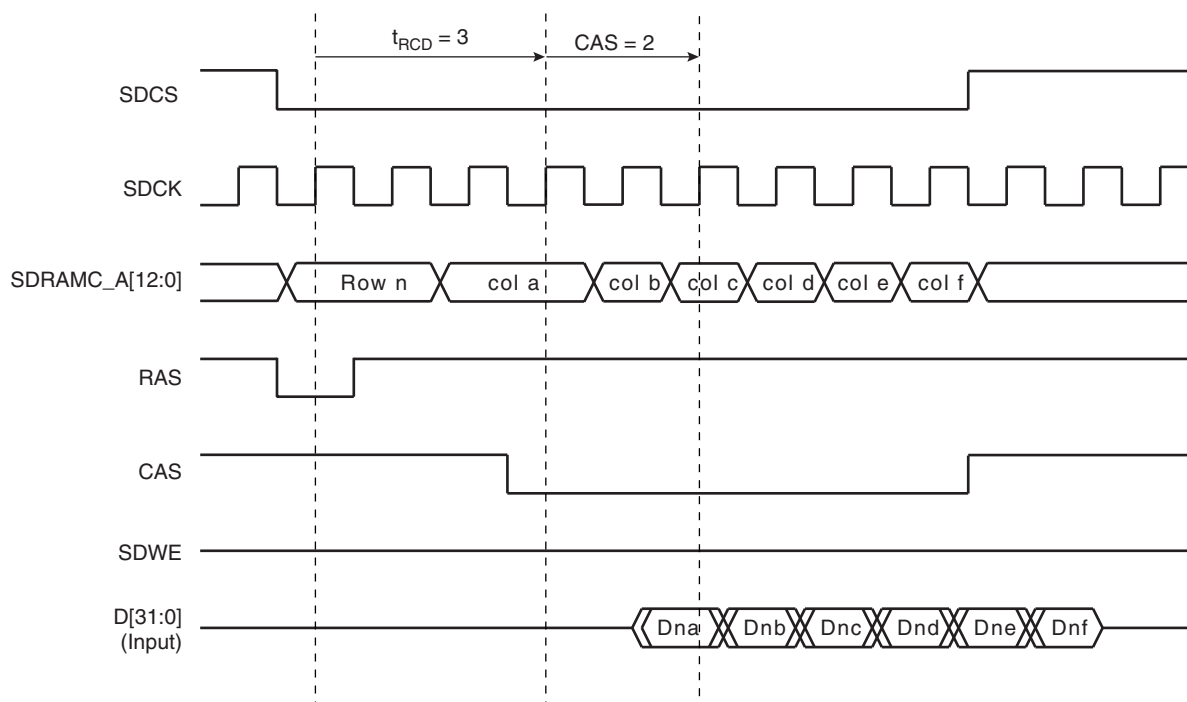 tRCD = 3
CAS = 2
SDCS
SDCK
SDRAMC_A[12:0]
Row n
col a
col b
col c
col d
col e
col f
RAS
CAS
SDWE
D[31:0]
(Input)
Dna
Dnb
Dnc
Dnd
Dne
Dnf